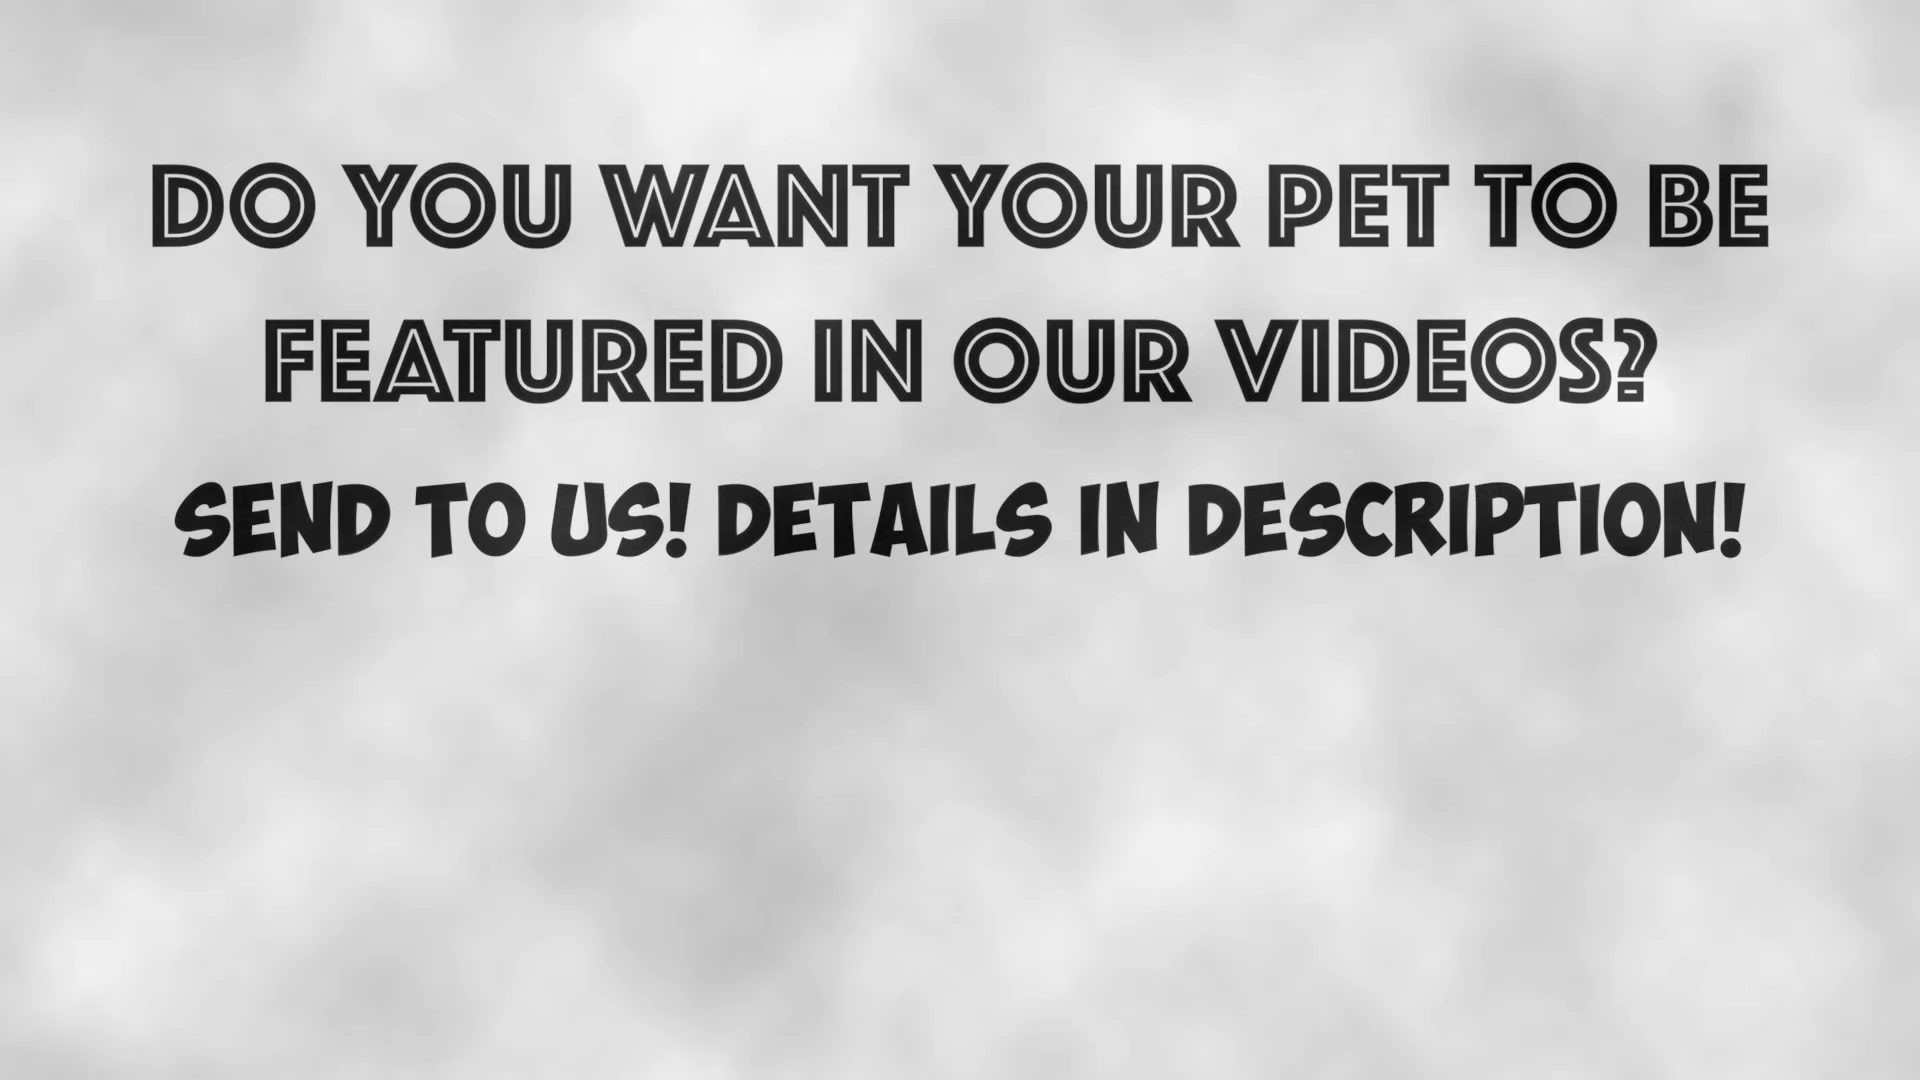 DO YOU WANT YOUR PET TO BE
FEATURED IN OUR VIDEOS?
SEND TO US! DETAILS IN DESCRIPTION!